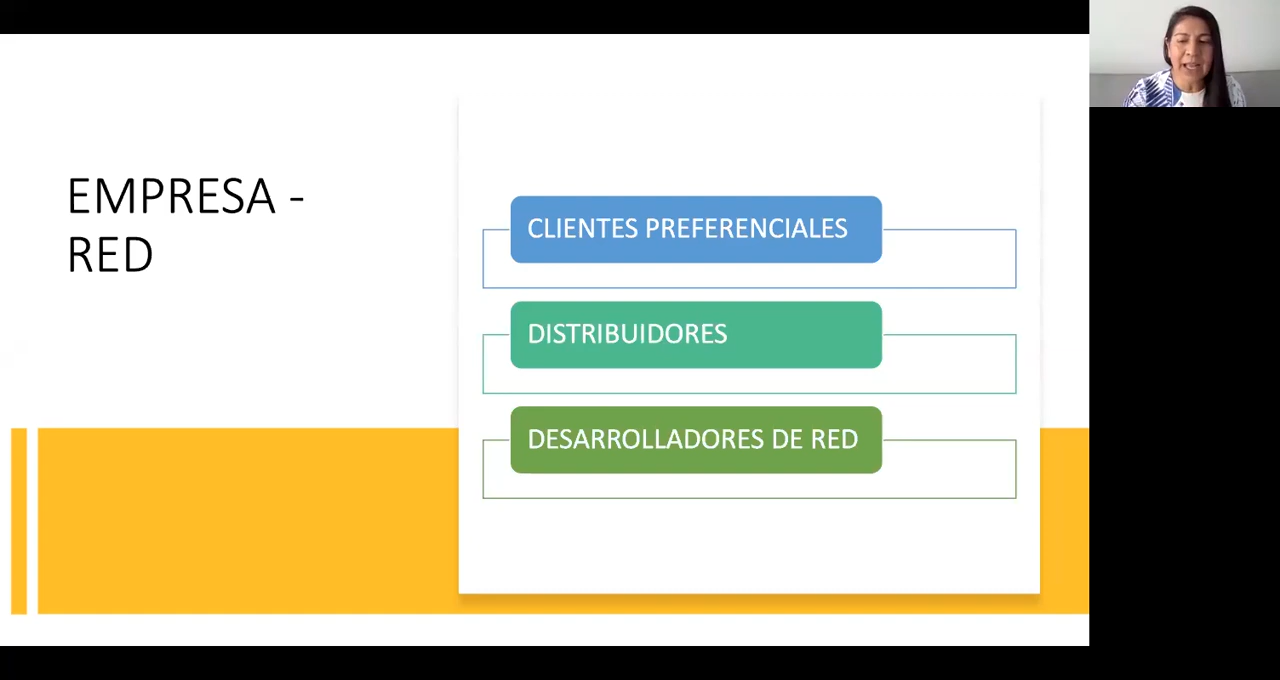 EMPRESA -
RED
CLIENTES PREFERENCIALES
DISTRIBUIDORES
DESARROLLADORES DE RED